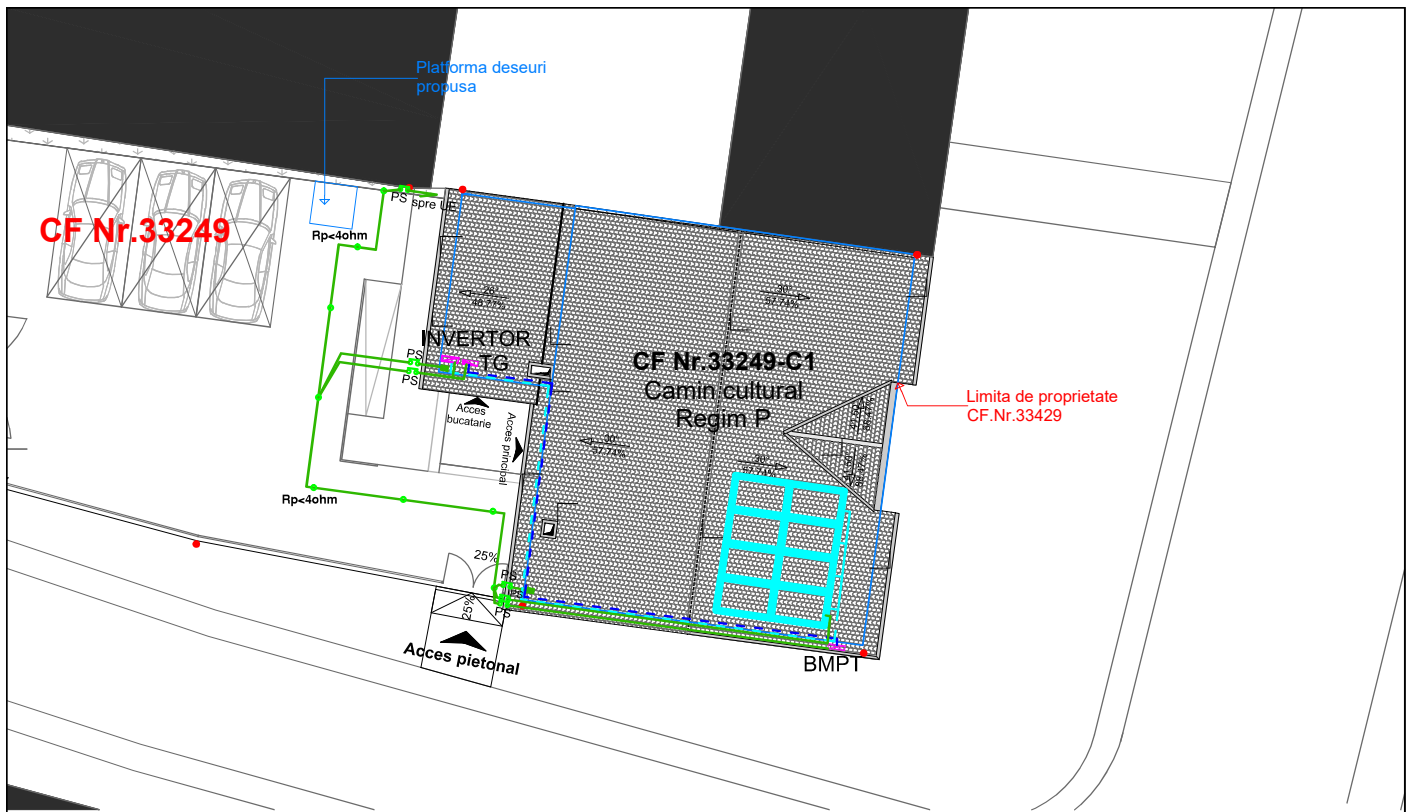 Platforma deseuri
propusa
CF Nr.33249
PS spre UE
Rp<4ohm
30°
57.74%
INVERTOR
TG
PS
PS
CF Nr.33249-C1
Camin cultural
Regim P
Limita de proprietate
CF.Nr.33429
Acces
bucatarie
Acces principal
30°
57.74%
30°
57.74%
Rp<4ohm
25%
PS
PS
25%
Acces pietonal
BMPT